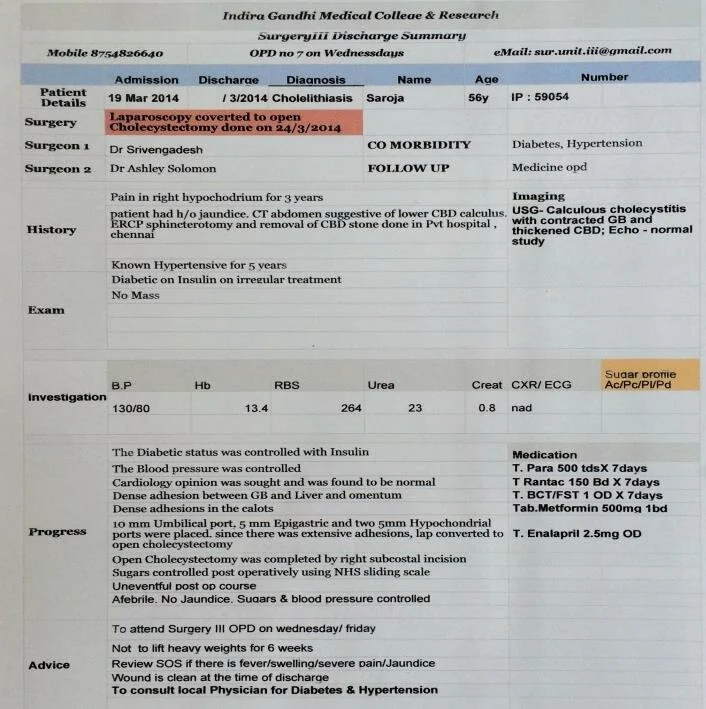 Indira Gandhi Medical Colleae & Research
SurgeryIII Discharge Summary
Mobile 8754826640 OPD no 7 on Wednesdays eMail: sur.unit.iii@gmail.com
Admission Discharge Diagnosis Name Age Number
Patient Details 19 Mar 2014 / 3/2014 Cholelithiasis Saroja 56y IP : 59054
Surgery Laparoscopy coverted to open
Cholecystectomy done on 24/3/2014
Surgeon 1 Dr Srivengadesh CO MORBIDITY Diabetes, Hypertension
Surgeon 2 Dr Ashley Solomon FOLLOW UP Medicine opd
History
Pain in right hypochodrium for 3 years
patient had h/o jaundice. CT abdomen suggestive of lower CBD calculus.
ERCP sphincterotomy and removal of CBD stone done in Pvt hospital ,
chennai
Known Hypertensive for 5 years
Diabetic on Insulin on irregular treatment
Imaging
USG- Calculous cholecystitis
with contracted GB and
thickened CBD; Echo - normal
study
Exam No Mass
Investigation
B.P Hb RBS Urea Creat CXR/ ECG Sugar profile
Ac/Pc/Pl/Pd
130/80 13.4 264 23 0.8 nad
Progress
The Diabetic status was controlled with Insulin
The Blood pressure was controlled
Cardiology opinion was sought and was found to be normal
Dense adhesion between GB and Liver and omentum
Dense adhesions in the calots
10 mm Umbilical port, 5 mm Epigastric and two 5mm Hypochondrial
ports were placed. since there was extensive adhesions, lap converted to
open cholecystectomy
Open Cholecystectomy was completed by right subcostal incision
Sugars controlled post operatively using NHS sliding scale
Uneventful post op course
Afebrile. No Jaundice. Sugars & blood pressure controlled
Medication
T. Para 500 tdsX 7days
T Rantac 150 Bd X 7days
T. BCT/FST 1 OD X 7days
Tab.Metformin 500mg 1bd
T. Enalapril 2.5mg OD
Advice
To attend Surgery III OPD on wednesday/ friday
Not to lift heavy weights for 6 weeks
Review SOS if there is fever/swelling/severe pain/Jaundice
Wound is clean at the time of discharge
To consult local Physician for Diabetes & Hypertension